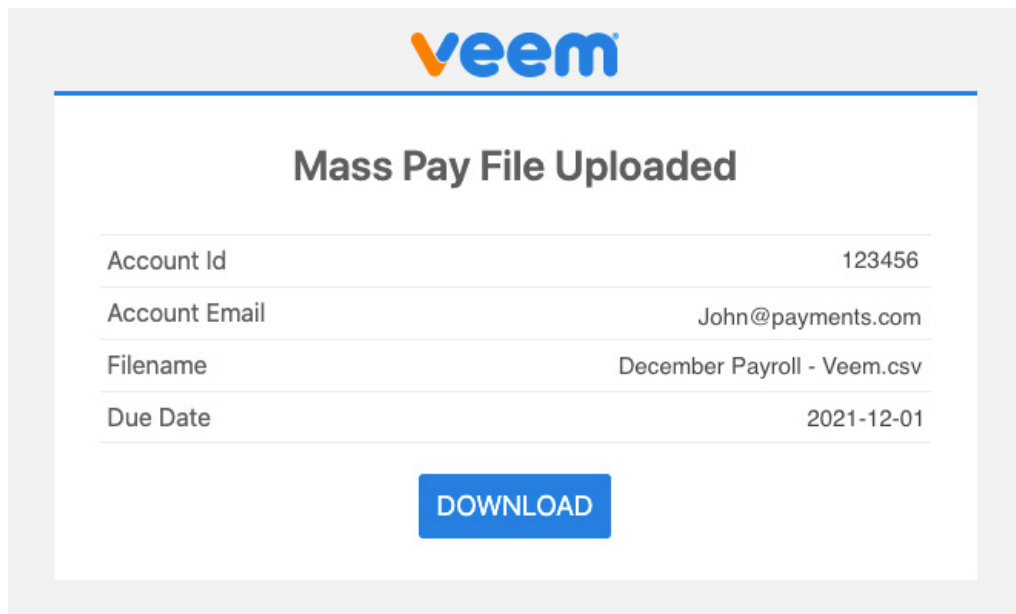 veem
Mass Pay File Uploaded
Account Id 123456
Account Email John@payments.com
Filename December Payroll - Veem.csv
Due Date 2021-12-01
DOWNLOAD